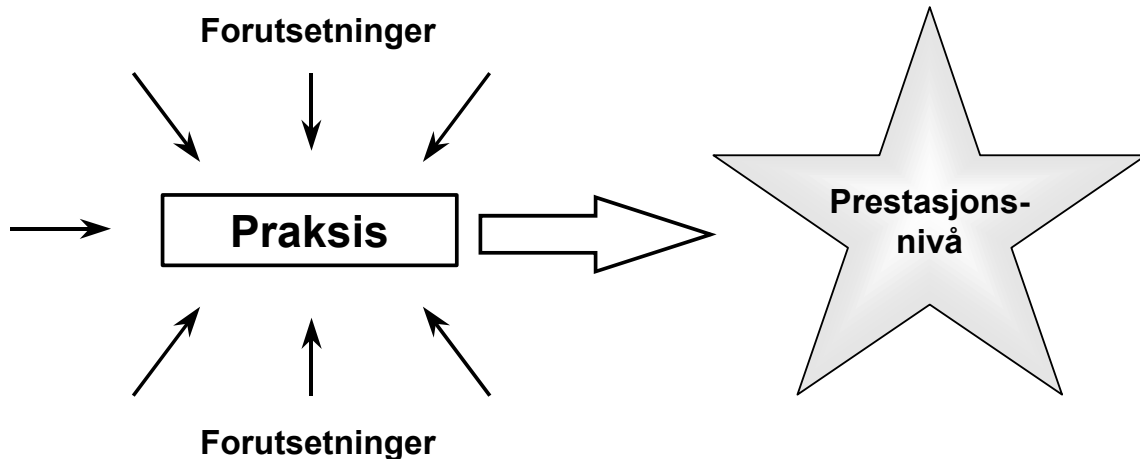 Forutsetninger
Praksis
Prestasjons-
nivå
Forutsetninger